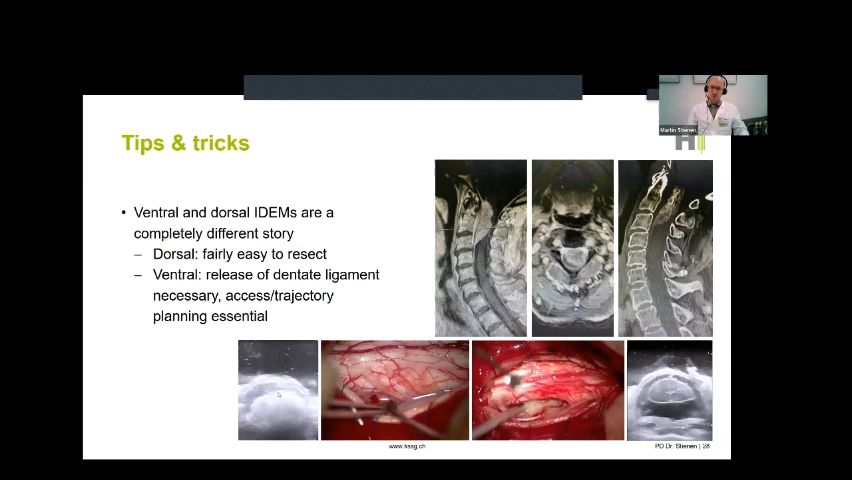 Martin Stienen
Tips & tricks
• Ventral and dorsal IDEMs are a
completely different story
– Dorsal: fairly easy to resect
– Ventral: release of dentate ligament
necessary, access/trajectory
planning essential
www.kssg.ch
PD Dr. Stienen | 28